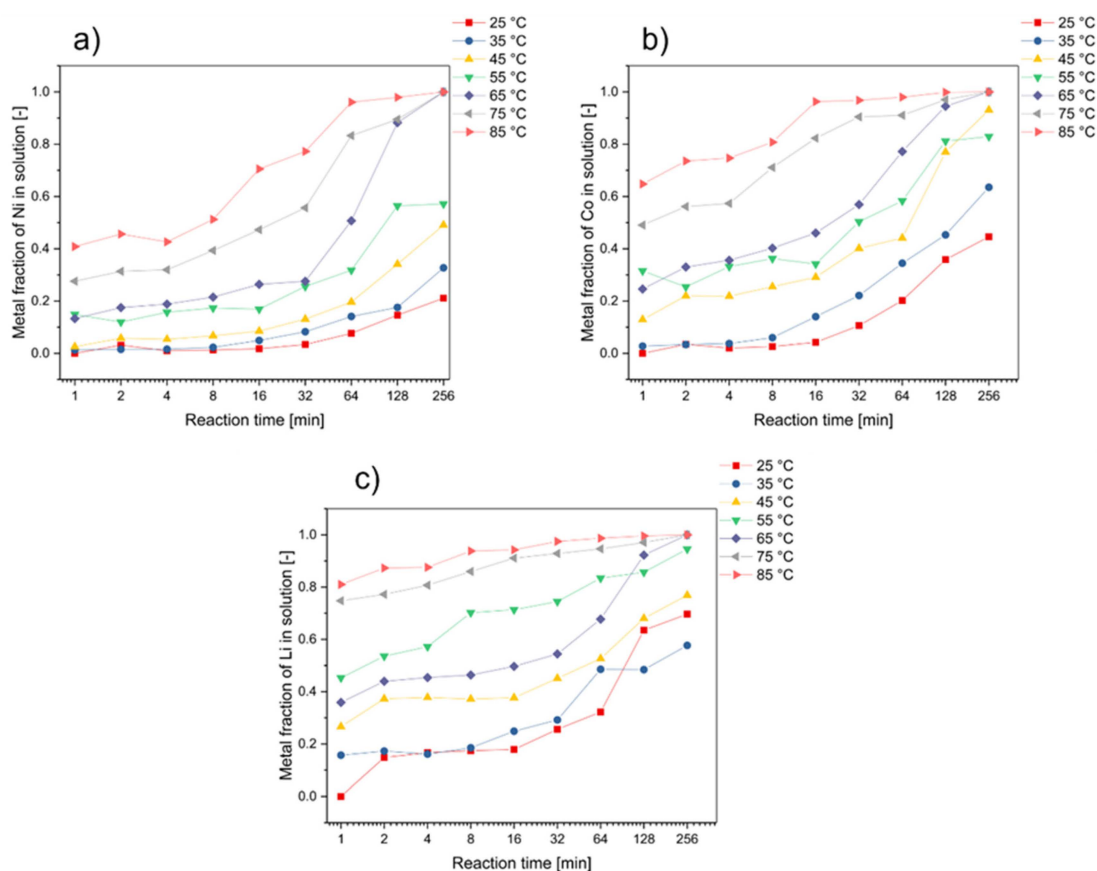 a)
25 °C
35 °C
45 °C
55 °C
65 °C
75 °C
85 °C
Metal fraction of Ni in solution [-]
1.0
0.8
0.6
0.4
0.2
0.0
1 2 4 8 16 32 64 128 256
Reaction time [min]
b)
25 °C
35 °C
45 °C
55 °C
65 °C
75 °C
85 °C
Metal fraction of Co in solution [-]
1.0
0.8
0.6
0.4
0.2
0.0
1 2 4 8 16 32 64 128 256
Reaction time [min]
c)
25 °C
35 °C
45 °C
55 °C
65 °C
75 °C
85 °C
Metal fraction of Li in solution [-]
1.0
0.8
0.6
0.4
0.2
0.0
1 2 4 8 16 32 64 128 256
Reaction time [min]